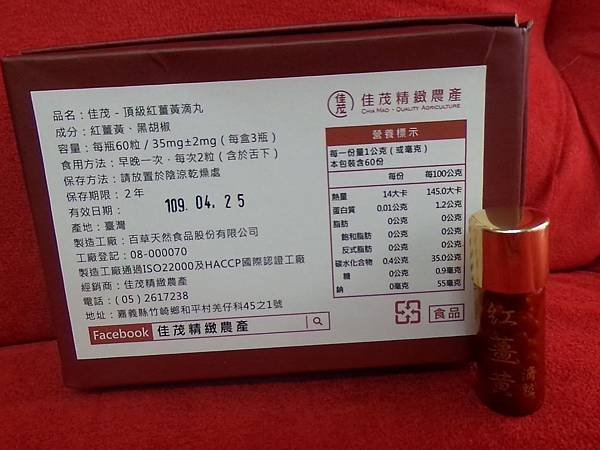 品名：佳茂－頂級紅薑黃滴丸
成分：紅薑黃、黑胡椒
容量：每瓶60粒 / 35mg±2mg（每盒3瓶）
食用方法：早晚一次，每次2粒（含於舌下）
保存方法：請放置於陰涼乾燥處
保存期限：2年
有效日期： 109. 04. 25
產地：臺灣
製造工廠：百草天然食品股份有限公司
工廠登記：08-000070
製造工廠通過ISO22000及HACCP國際認證工廠
經銷商：佳茂精緻農產
電話：(05) 2617238
地址：嘉義縣竹崎鄉和平村羌仔科45之1號
Facebook 佳茂精緻農產
佳茂 佳茂精緻農產
CHIA MAO - QUALITY AGRICULTURE
營養標示
每一份量1公克（或毫克）
本包裝含60份
每份 每100公克
熱量 14大卡 145.0大卡
蛋白質 0.01公克 1.2公克
脂肪 0公克 0公克
飽和脂肪 0公克 0公克
反式脂肪 0公克 0公克
碳水化合物 0.4公克 35.0公克
糖 0公克 0.9毫克
鈉 0毫克 55毫克
食品
紅薑黃